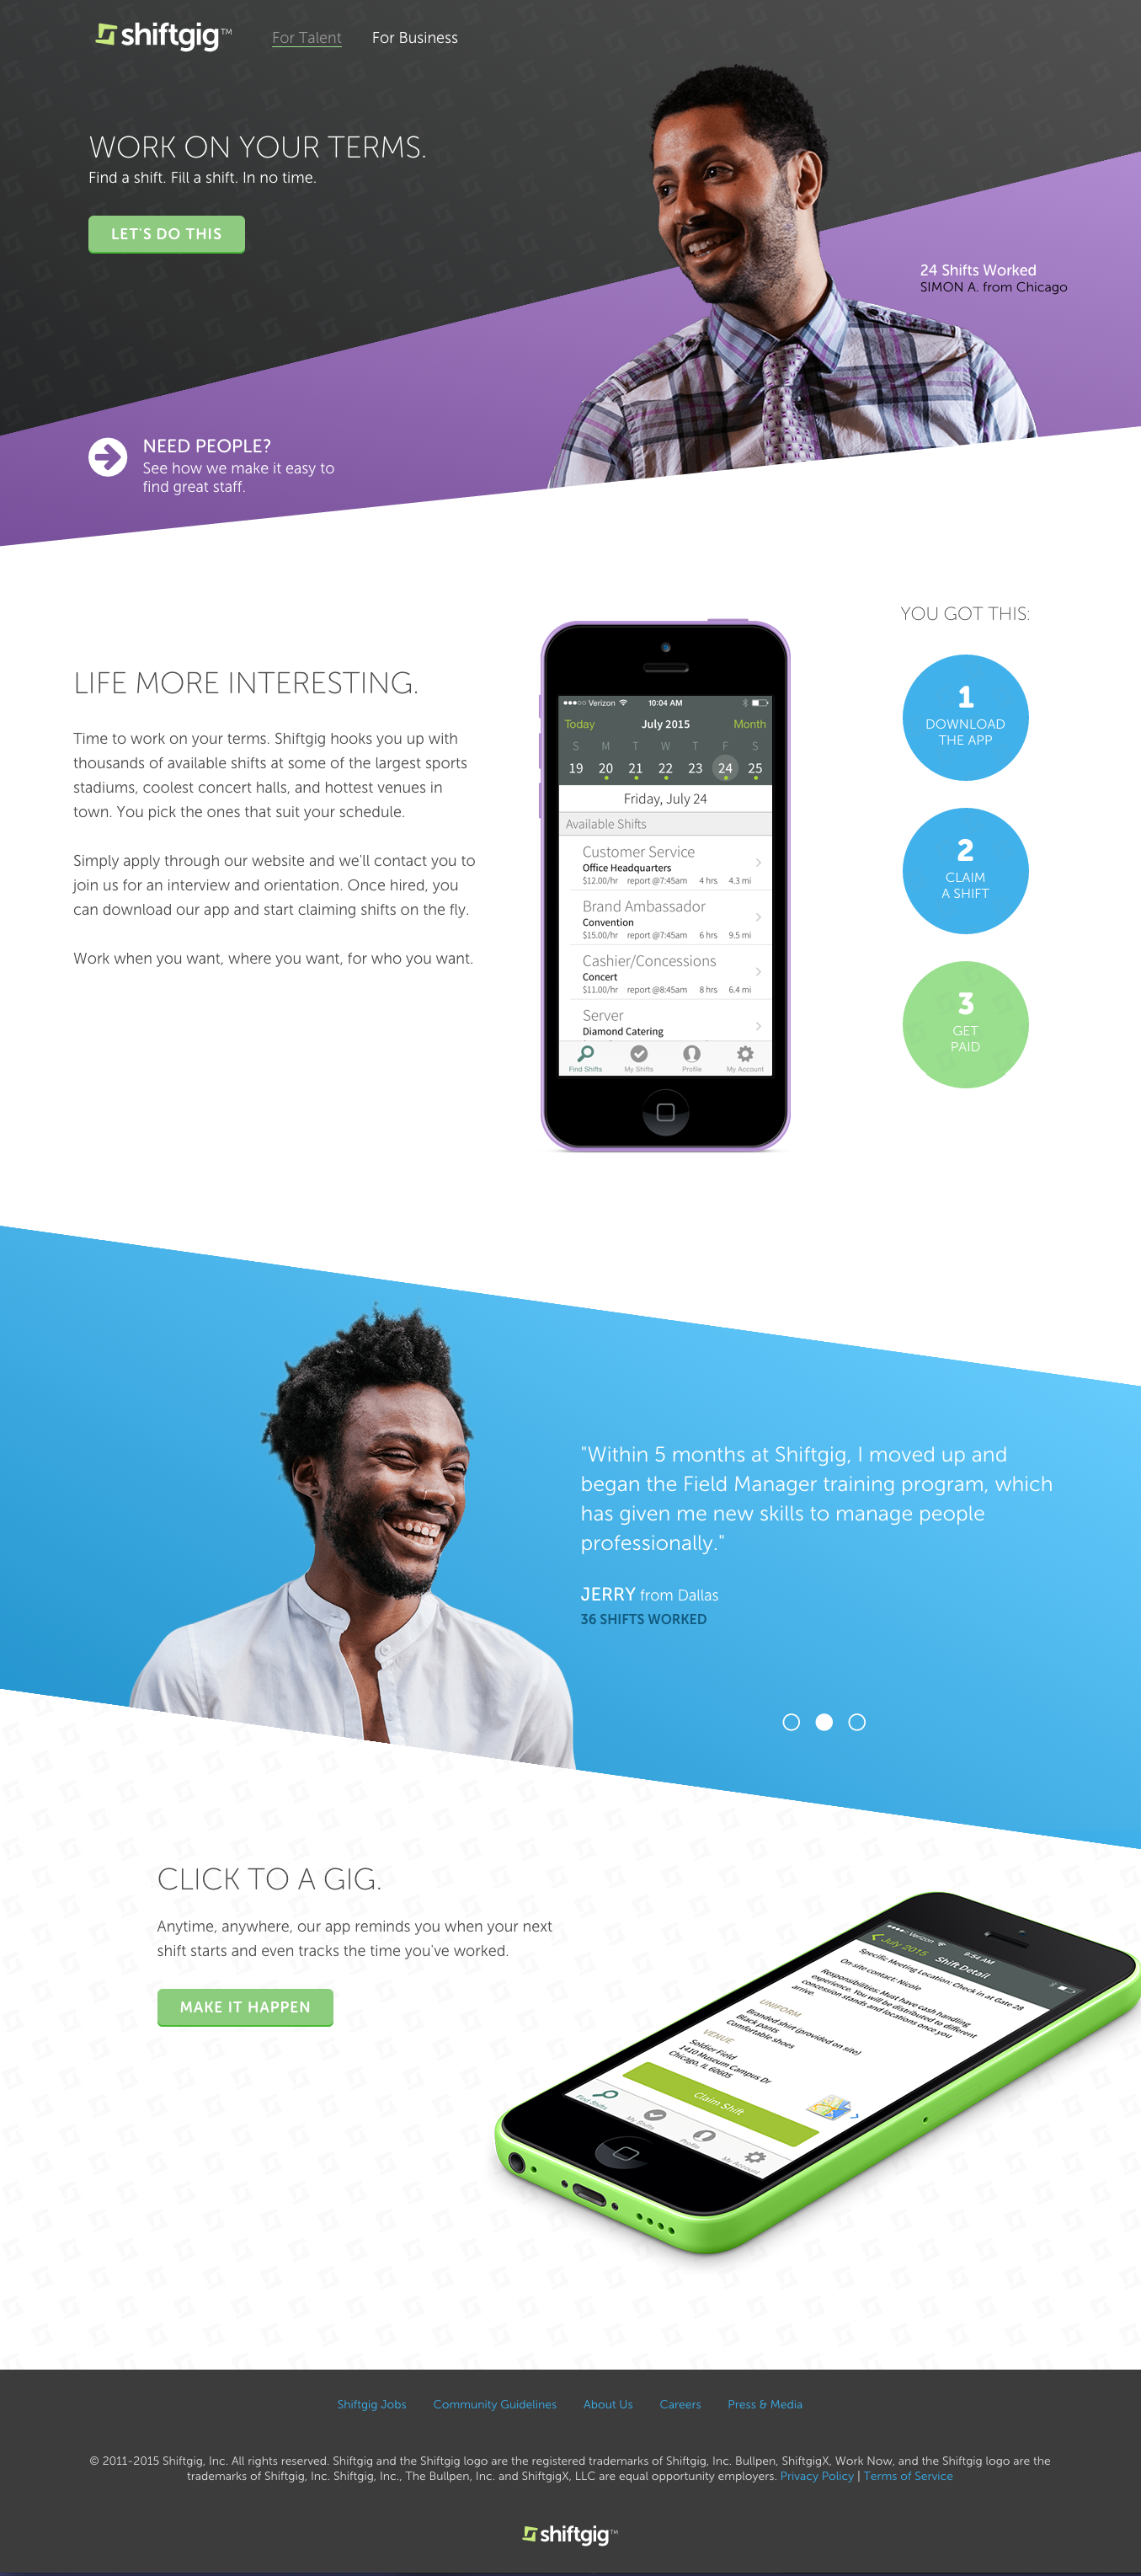 shiftgig™
For Talent
For Business
WORK ON YOUR TERMS.
Find a shift. Fill a shift. In no time.
LET'S DO THIS
24 Shifts Worked
SIMON A. from Chicago
NEED PEOPLE?
See how we make it easy to
find great staff.
LIFE MORE INTERESTING.
Time to work on your terms. Shiftgig hooks you up with
thousands of available shifts at some of the largest sports
stadiums, coolest concert halls, and hottest venues in
town. You pick the ones that suit your schedule.
Simply apply through our website and we'll contact you to
join us for an interview and orientation. Once hired, you
can download our app and start claiming shifts on the fly.
Work when you want, where you want, for who you want.
Verizon 10:04 AM
Today July 2015 Month
S M T W T F S
19 20 21 22 23 24 25
Friday, July 24
Available Shifts
Customer Service
Office Headquarters
$12.00/hr report @7:45am 4 hrs 4.3 mi
Brand Ambassador
Convention
$15.00/hr report @7:45am 6 hrs 9.5 mi
Cashier/Concessions
Concert
$11.00/hr report @8:45am 8 hrs 6.4 mi
Server
Diamond Catering
Find Shifts My Shifts Profile My Account
YOU GOT THIS:
1
DOWNLOAD
THE APP
2
CLAIM
A SHIFT
3
GET
PAID
"Within 5 months at Shiftgig, I moved up and
began the Field Manager training program, which
has given me new skills to manage people
professionally."
JERRY from Dallas
36 SHIFTS WORKED
CLICK TO A GIG.
Anytime, anywhere, our app reminds you when your next
shift starts and even tracks the time you've worked.
MAKE IT HAPPEN
Verizon 9:54 AM
July 2015 Shift Detail
Specific Meeting Location: Check in at Gate 28
On-site contact: Nicole
Responsibilities: Must have cash handling
experience. You will be distributed to different
concession stands and locations once you
arrive.
UNIFORM
Branded shirt (provided on site)
Black pants
Comfortable shoes
VENUE
Soldier Field
1410 Museum Campus Dr
Chicago, IL 60605
Claim Shift
Find Shifts My Shifts Profile My Account
Shiftgig Jobs Community Guidelines About Us Careers Press & Media
© 2011-2015 Shiftgig, Inc. All rights reserved. Shiftgig and the Shiftgig logo are the registered trademarks of Shiftgig, Inc. Bullpen, ShiftgigX, Work Now, and the Shiftgig logo are the
trademarks of Shiftgig, Inc. Shiftgig, Inc., The Bullpen, Inc. and ShiftgigX, LLC are equal opportunity employers. Privacy Policy | Terms of Service
shiftgig™